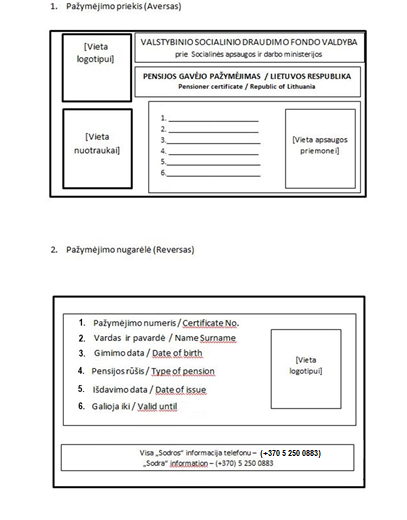 1. Pažymėjimo priekis (Aversas)
[Vieta
logotipui]
VALSTYBINIO SOCIALINIO DRAUDIMO FONDO VALDYBA
prie Socialinės apsaugos ir darbo ministerijos
PENSIJOS GAVĖJO PAŽYMĖJIMAS / LIETUVOS RESPUBLIKA
Pensioner certificate / Republic of Lithuania
[Vieta
nuotraukai]
1.
2.
3.
4.
5.
6.
[Vieta apsaugos
priemonei]
2. Pažymėjimo nugarėlė (Reversas)
1. Pažymėjimo numeris / Certificate No.
2. Vardas ir pavardė / Name Surname
3. Gimimo data / Date of birth
4. Pensijos rūšis / Type of pension
5. Išdavimo data / Date of issue
6. Galioja iki / Valid until
[Vieta
logotipui]
Visa „Sodros“ informacija telefonu – (+370 5 250 0883)
„Sodra“ information – (+370) 5 250 0883